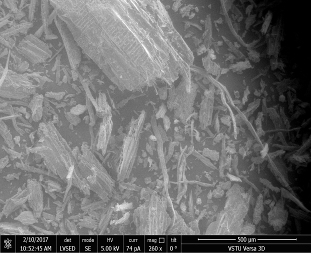 2/10/2017 det HV curr mag □ tilt 500 µm
10:52:45 AM LVSED SE 5.00 kV 74 pA 260 x 0 ° VSTU Versa 3D
mode